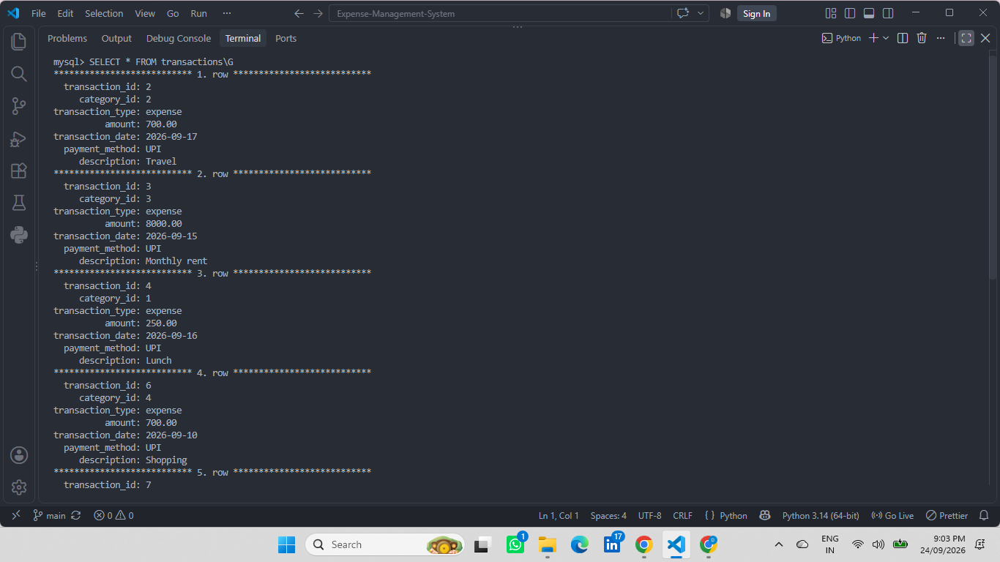 File Edit Selection View Go Run ··· Expense-Management-System Sign In
Problems Output Debug Console Terminal Ports Python
mysql> SELECT * FROM transactions\G
*************************** 1. row ***************************
transaction_id: 2
category_id: 2
transaction_type: expense
amount: 700.00
transaction_date: 2026-09-17
payment_method: UPI
description: Travel
*************************** 2. row ***************************
transaction_id: 3
category_id: 3
transaction_type: expense
amount: 8000.00
transaction_date: 2026-09-15
payment_method: UPI
description: Monthly rent
*************************** 3. row ***************************
transaction_id: 4
category_id: 1
transaction_type: expense
amount: 250.00
transaction_date: 2026-09-16
payment_method: UPI
description: Lunch
*************************** 4. row ***************************
transaction_id: 6
category_id: 4
transaction_type: expense
amount: 700.00
transaction_date: 2026-09-10
payment_method: UPI
description: Shopping
*************************** 5. row ***************************
transaction_id: 7
main 0 0 Ln 1, Col 1 Spaces: 4 UTF-8 CRLF { } Python Python 3.14 (64-bit) Go Live Prettier
Search 1 17 ENG 9:03 PM
IN 24/09/2026